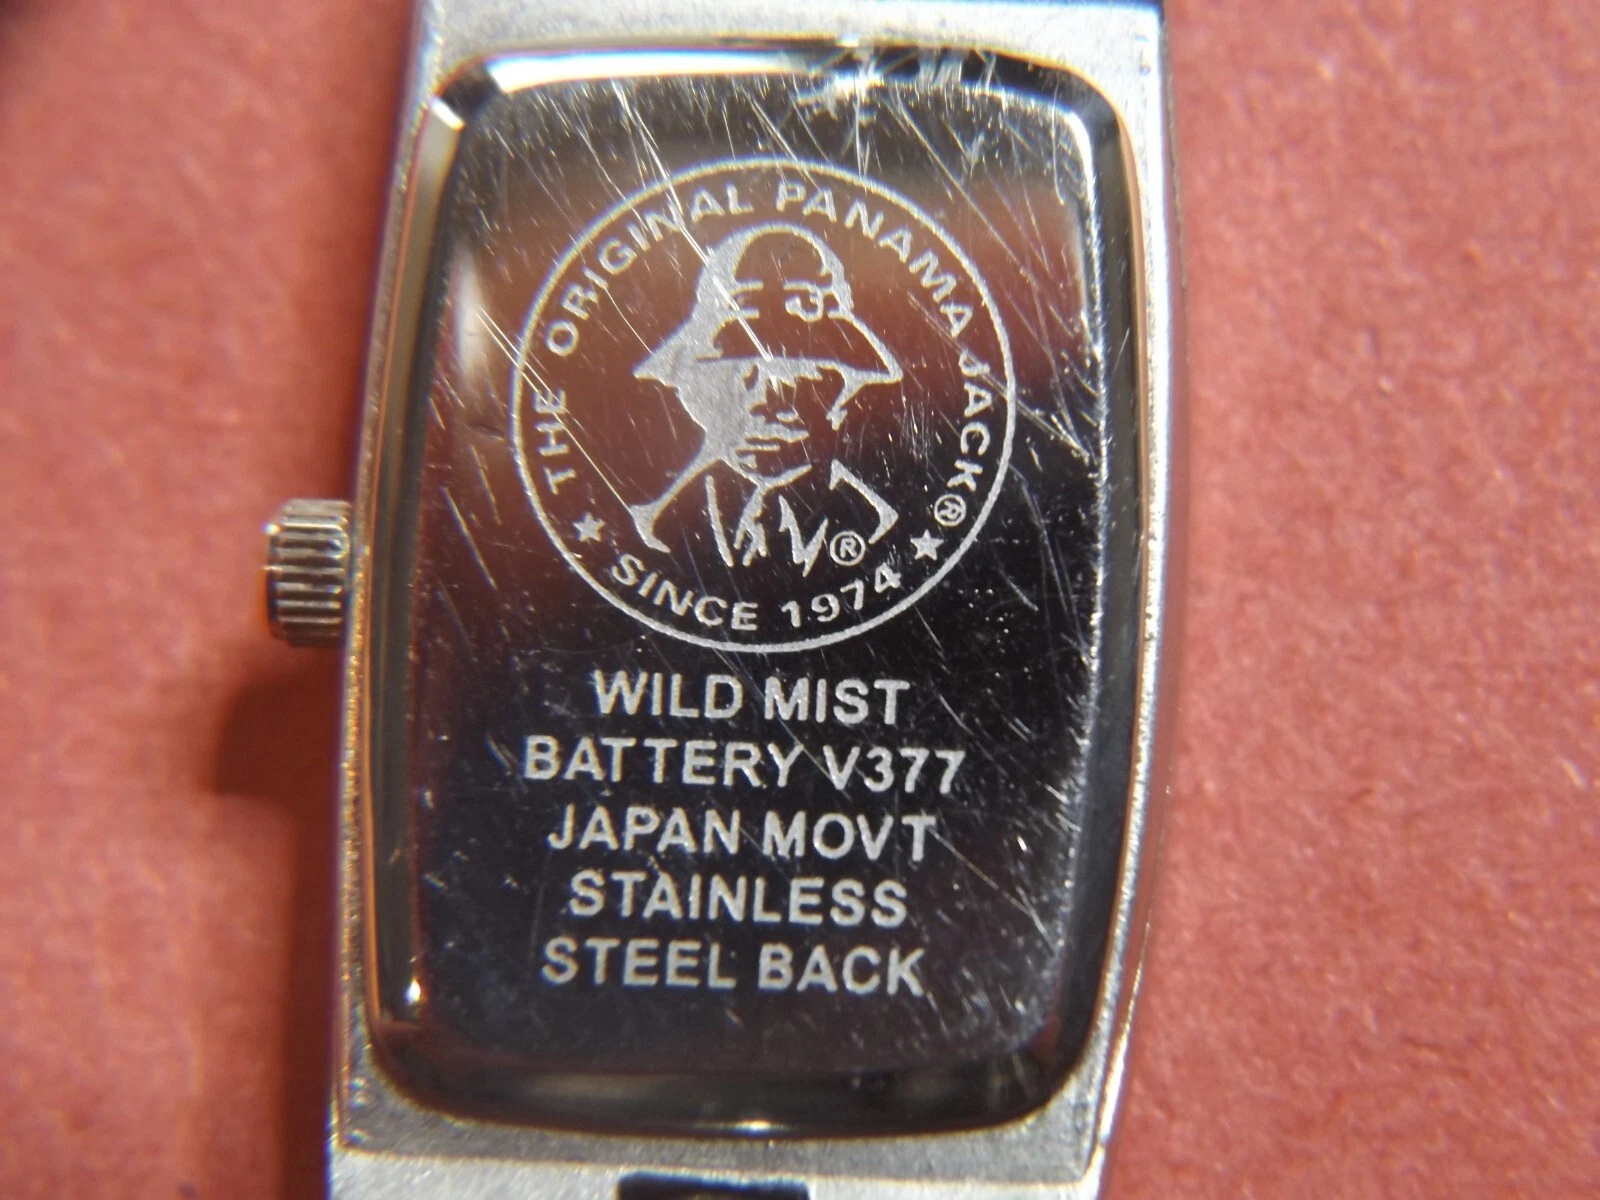 THE ORIGINAL PANAMA JACK®
®
★ SINCE 1974 ★
WILD MIST
BATTERY V377
JAPAN MOVT
STAINLESS
STEEL BACK